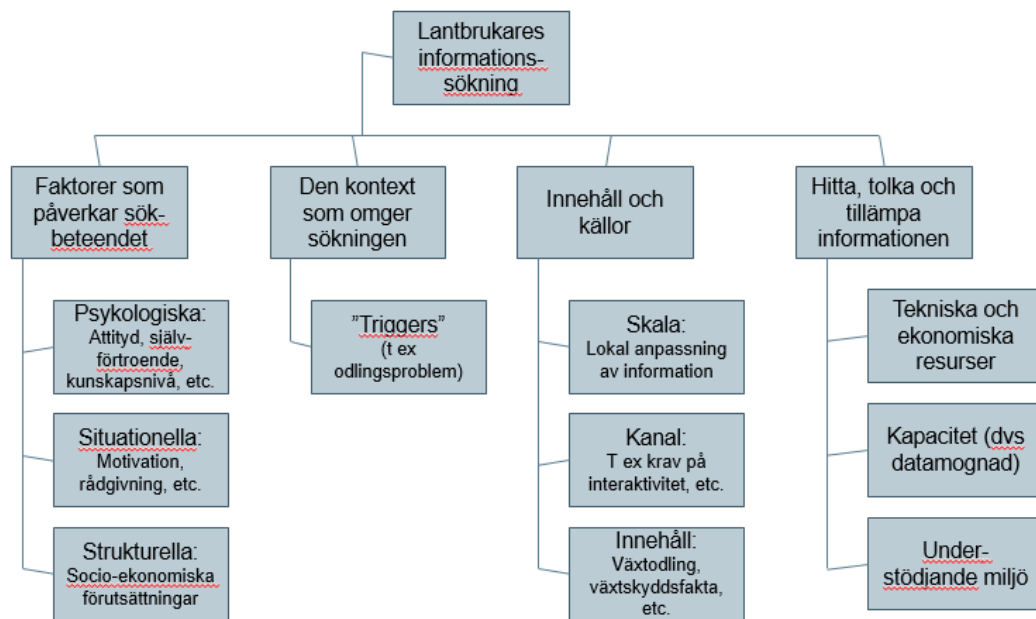 Lantbrukares
informations-
sökning
Faktorer som
påverkar sök-
beteendet
Den kontext
som omger
sökningen
Innehåll och
källor
Hitta, tolka och
tillämpa
informationen
Psykologiska:
Attityd, själv-
förtroende,
kunskapsnivå, etc.
Situationella:
Motivation,
rådgivning, etc.
Strukturella:
Socio-ekonomiska
förutsättningar
”Triggers”
(t ex
odlingsproblem)
Skala:
Lokal anpassning
av information
Kanal:
T ex krav på
interaktivitet, etc.
Innehåll:
Växtodling,
växtskyddsfakta,
etc.
Tekniska och
ekonomiska
resurser
Kapacitet (dvs
datamognad)
Under-
stödjande miljö